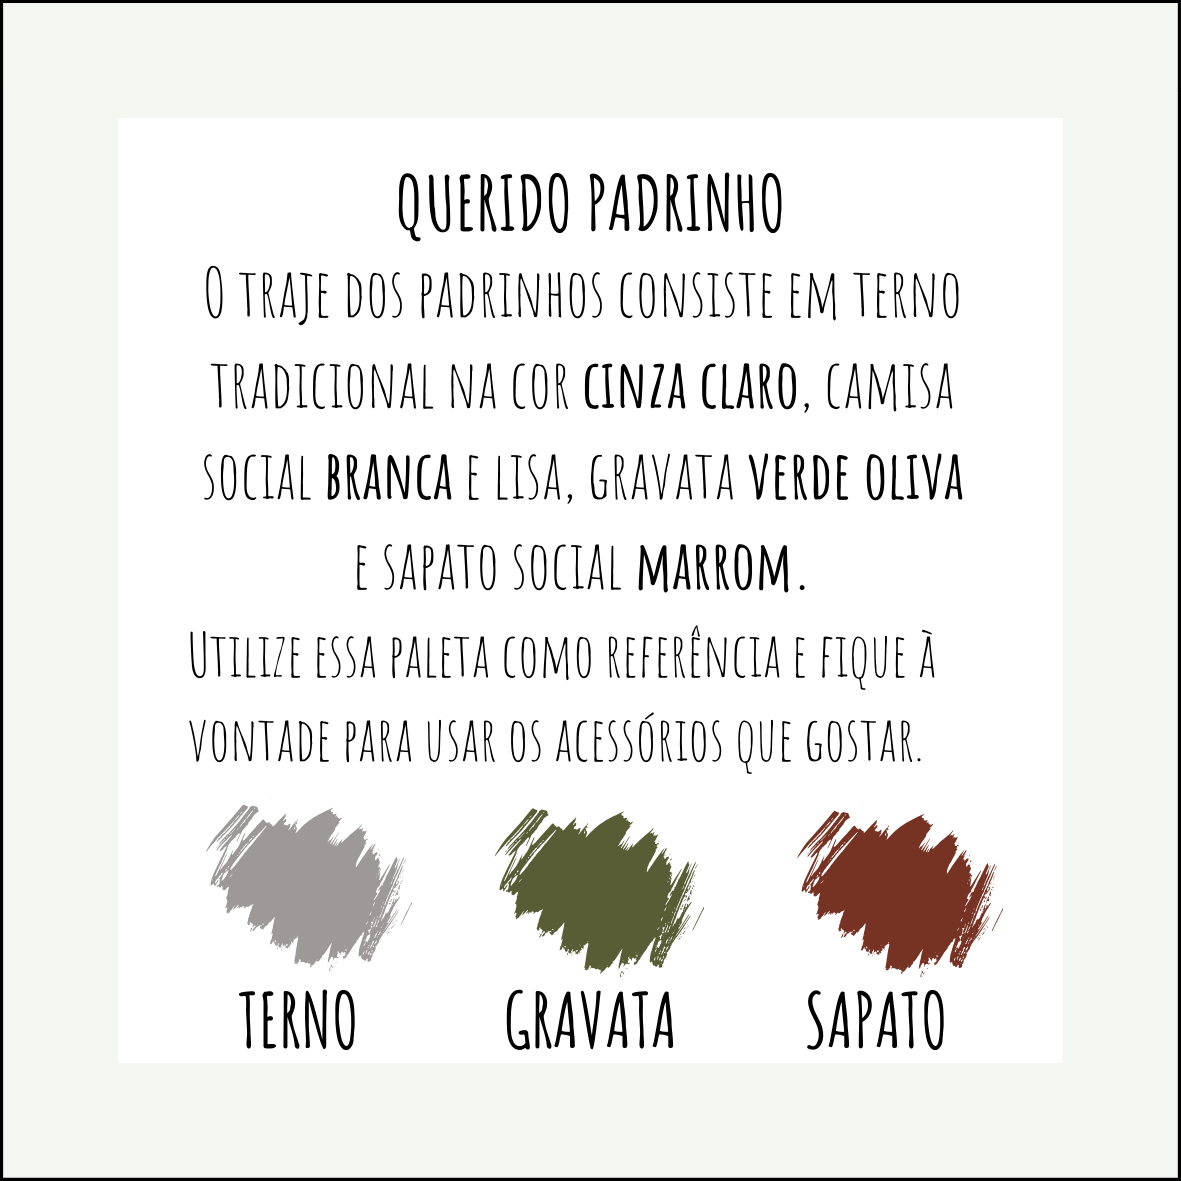 QUERIDO PADRINHO
O TRAJE DOS PADRINHOS CONSISTE EM TERNO
TRADICIONAL NA COR CINZA CLARO, CAMISA
SOCIAL BRANCA E LISA, GRAVATA VERDE OLIVA
E SAPATO SOCIAL MARROM.
UTILIZE ESSA PALETA COMO REFERÊNCIA E FIQUE À
VONTADE PARA USAR OS ACESSÓRIOS QUE GOSTAR.
TERNO GRAVATA SAPATO